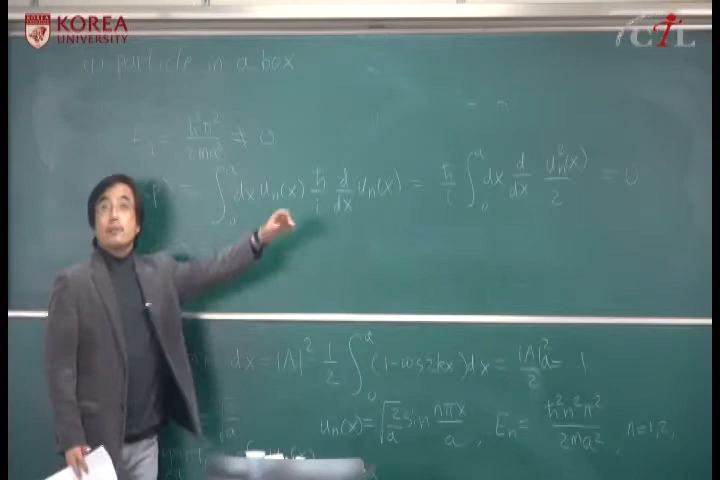 KOREA
UNIVERSITY
iCTL
(1) particle in a box
E₁ = ħ²π²/2ma² ≠ 0
p⟩ = ∫₀ᵃ dx uₙ(x) ħ/i d/dx uₙ(x) = ħ/i ∫₀ᵃ dx d/dx uₙ²(x)/2 = 0
dx = |A|² 1/2 ∫₀ᵃ (1-cos2kx)dx = |A|²a/2 = 1
uₙ(x) = √(2/a) sin nπx/a , Eₙ = ħ²n²π²/2ma² , n=1,2,